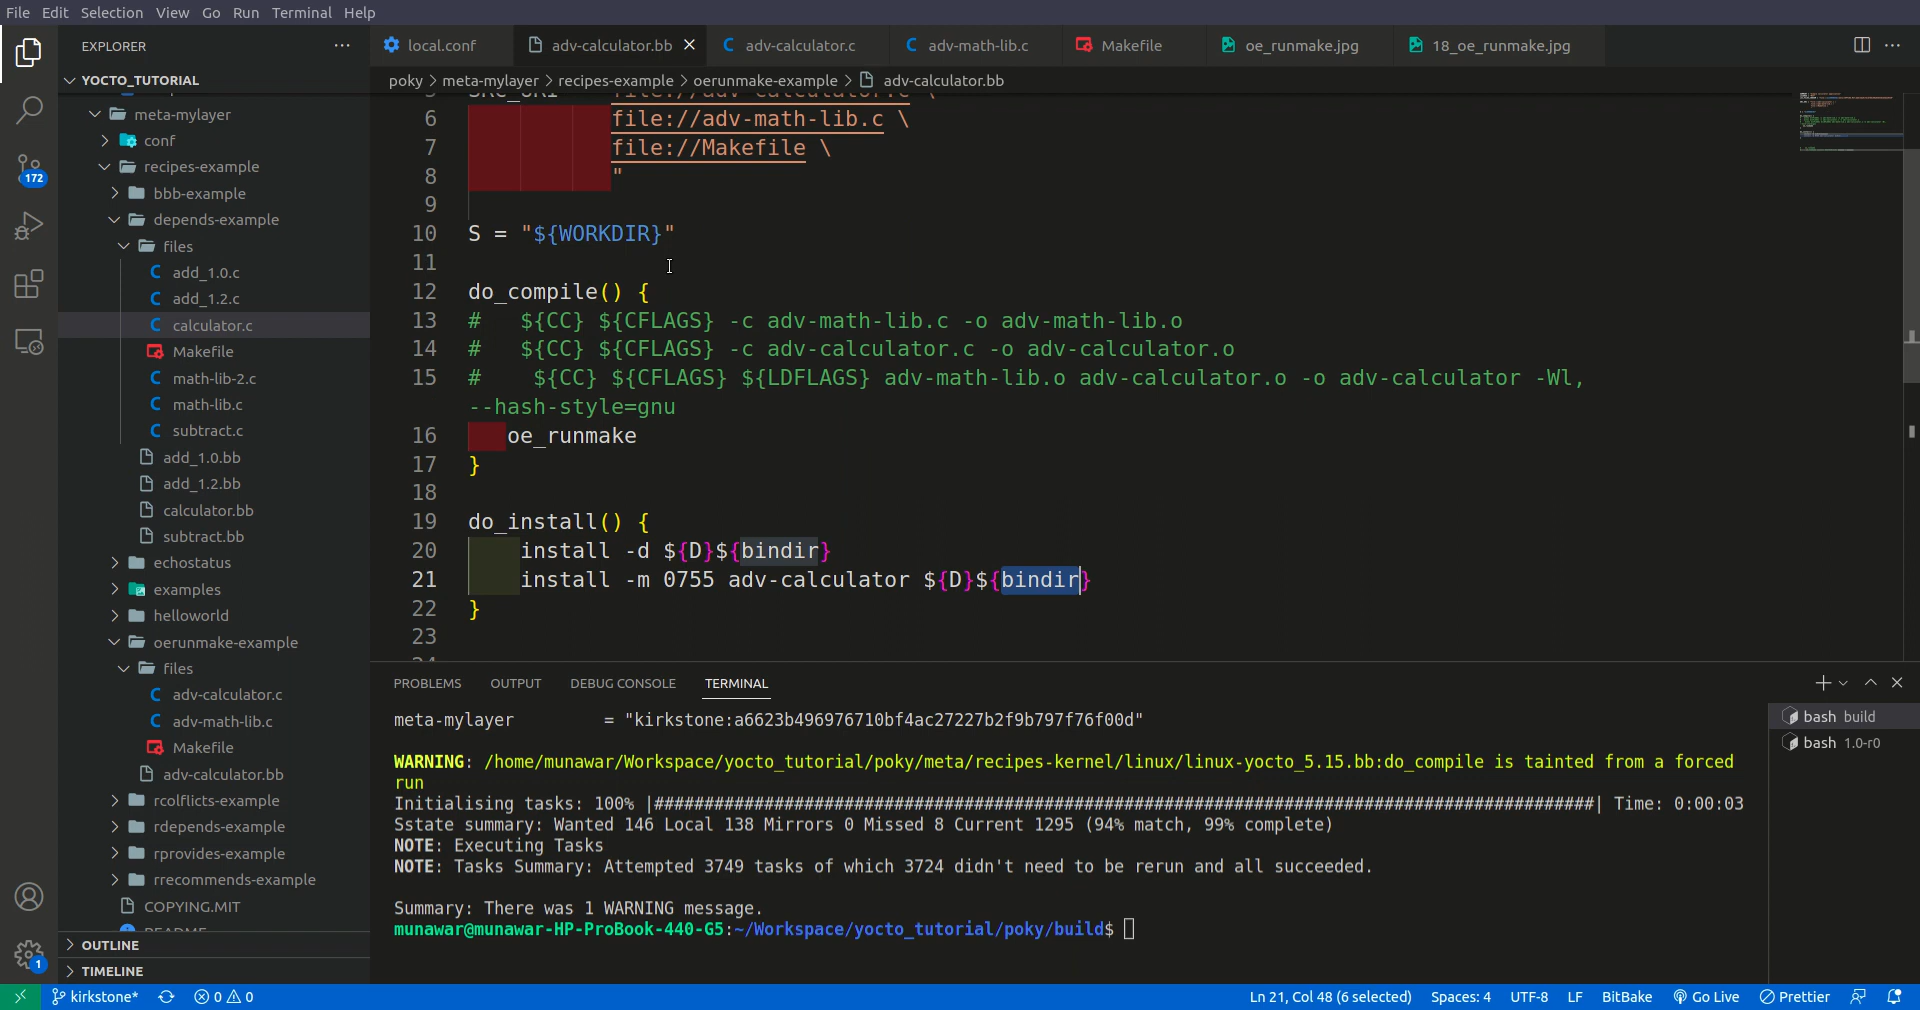 File Edit Selection View Go Run Terminal Help
EXPLORER ···
YOCTO_TUTORIAL
meta-mylayer
conf
recipes-example
bbb-example
depends-example
files
add_1.0.c
add_1.2.c
calculator.c
Makefile
math-lib-2.c
math-lib.c
subtract.c
add_1.0.bb
add_1.2.bb
calculator.bb
subtract.bb
echostatus
examples
helloworld
oerunmake-example
files
adv-calculator.c
adv-math-lib.c
Makefile
adv-calculator.bb
rcolflicts-example
rdepends-example
rprovides-example
rrecommends-example
COPYING.MIT
README
OUTLINE
TIMELINE
172
1
local.conf adv-calculator.bb adv-calculator.c adv-math-lib.c Makefile oe_runmake.jpg 18_oe_runmake.jpg
poky > meta-mylayer > recipes-example > oerunmake-example > adv-calculator.bb
6 file://adv-math-lib.c \
7 file://Makefile \
8 "
9
10 S = "${WORKDIR}"
11
12 do_compile() {
13 # ${CC} ${CFLAGS} -c adv-math-lib.c -o adv-math-lib.o
14 # ${CC} ${CFLAGS} -c adv-calculator.c -o adv-calculator.o
15 # ${CC} ${CFLAGS} ${LDFLAGS} adv-math-lib.o adv-calculator.o -o adv-calculator -Wl,
--hash-style=gnu
16 oe_runmake
17 }
18
19 do_install() {
20 install -d ${D}${bindir}
21 install -m 0755 adv-calculator ${D}${bindir}
22 }
23
24
PROBLEMS OUTPUT DEBUG CONSOLE TERMINAL
meta-mylayer = "kirkstone:a6623b496976710bf4ac27227b2f9b797f76f00d"
WARNING: /home/munawar/Workspace/yocto_tutorial/poky/meta/recipes-kernel/linux/linux-yocto_5.15.bb:do_compile is tainted from a forced
run
Initialising tasks: 100% |##############################################################################################| Time: 0:00:03
Sstate summary: Wanted 146 Local 138 Mirrors 0 Missed 8 Current 1295 (94% match, 99% complete)
NOTE: Executing Tasks
NOTE: Tasks Summary: Attempted 3749 tasks of which 3724 didn't need to be rerun and all succeeded.
Summary: There was 1 WARNING message.
munawar@munawar-HP-ProBook-440-G5:~/Workspace/yocto_tutorial/poky/build$
bash build
bash 1.0-r0
kirkstone* 0 0 Ln 21, Col 48 (6 selected) Spaces: 4 UTF-8 LF BitBake Go Live Prettier